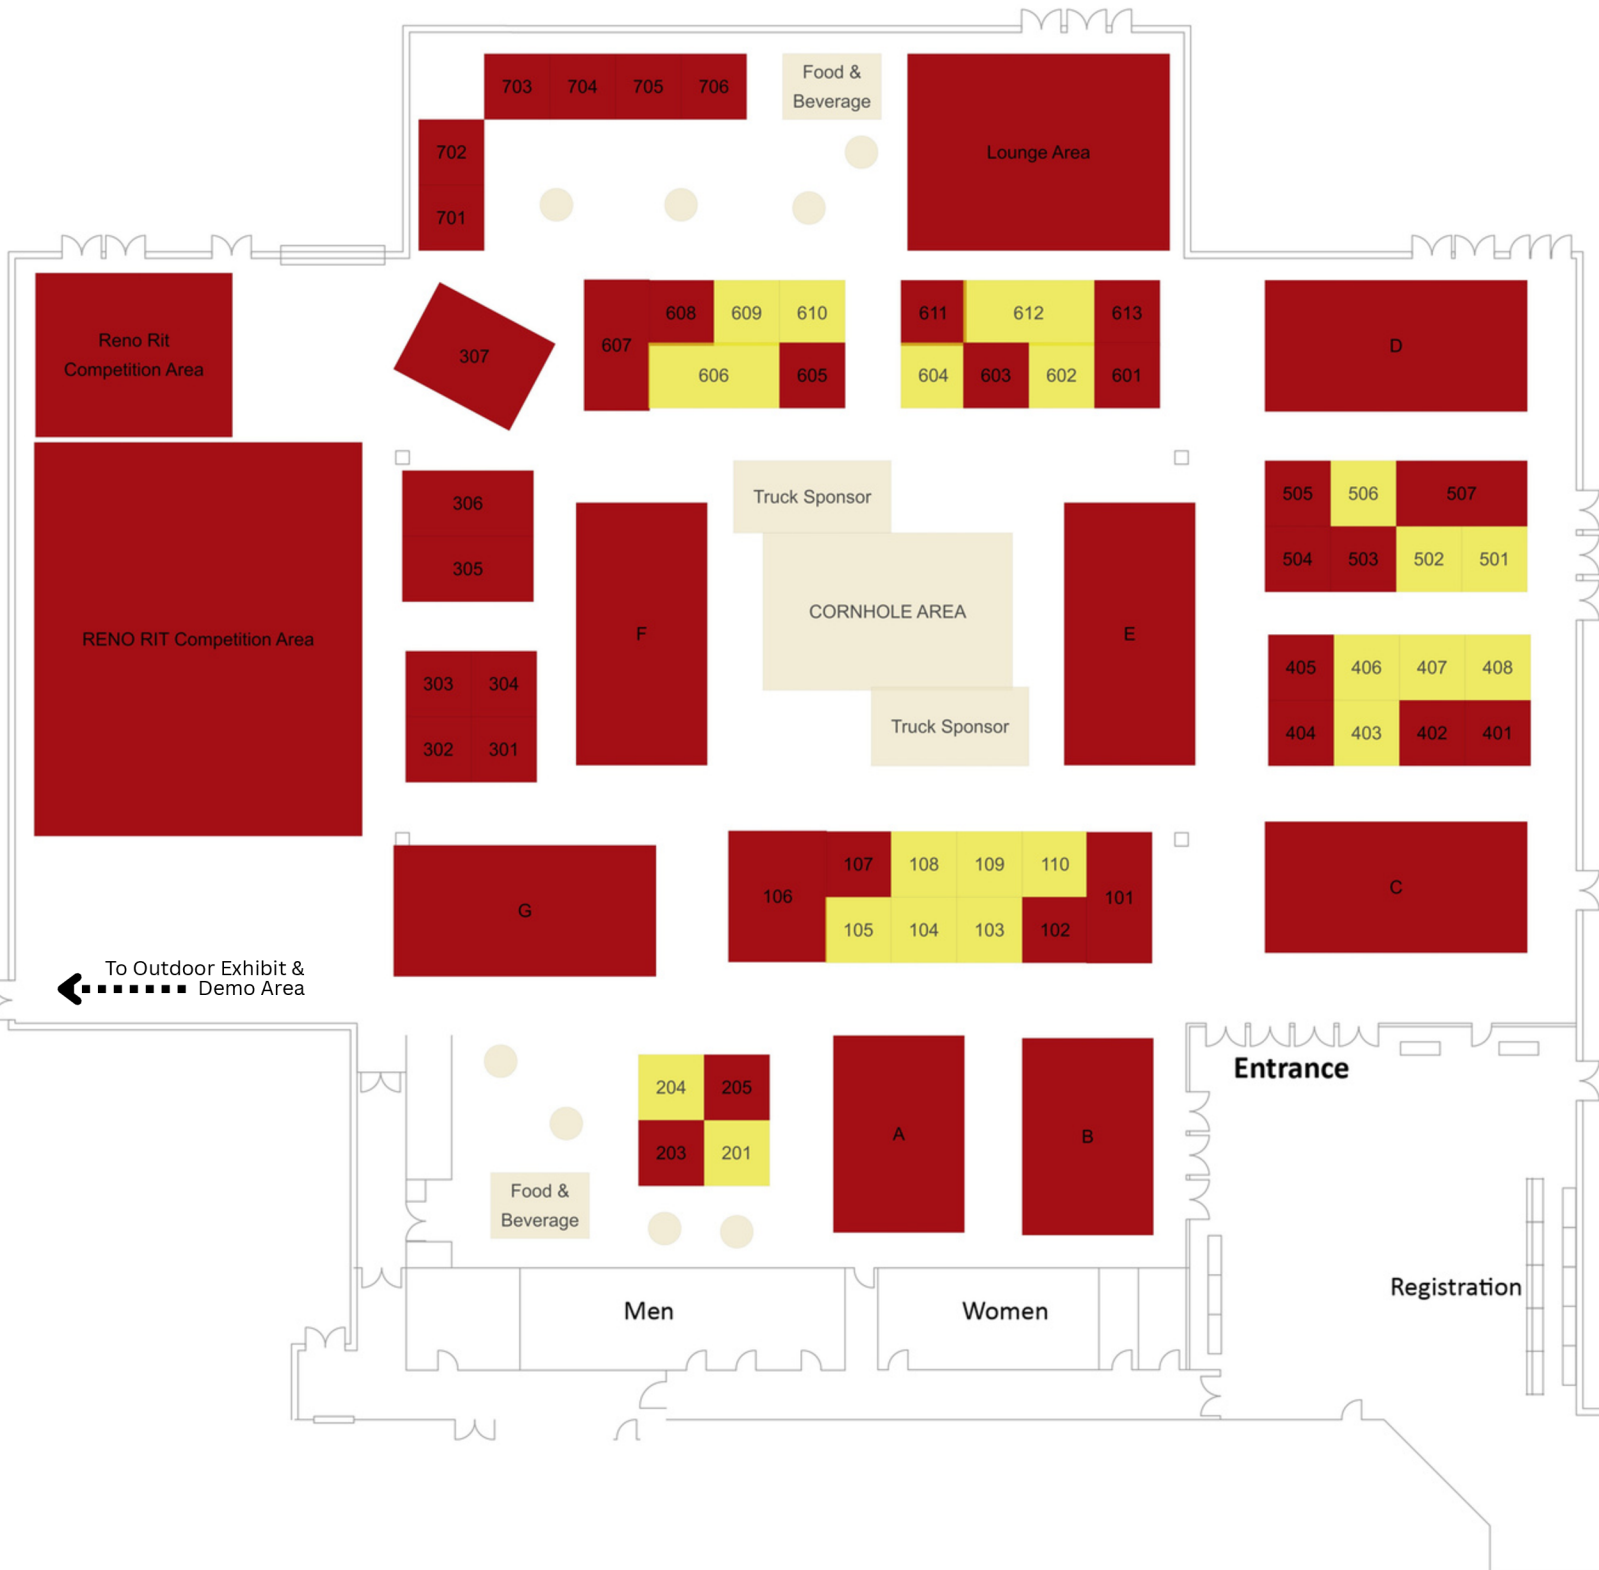 703 704 705 706
Food &
Beverage
702
Lounge Area
701
Reno Rit
Competition Area
307
607
608 609 610
606 605
611 612 613
604 603 602 601
D
306
305
Truck Sponsor
505 506 507
504 503 502 501
RENO RIT Competition Area
F
CORNHOLE AREA
E
303 304
302 301
Truck Sponsor
405 406 407 408
404 403 402 401
G
106
107 108 109 110
101
105 104 103 102
C
To Outdoor Exhibit &
Demo Area
Entrance
204 205
203 201
A
B
Food &
Beverage
Registration
Men
Women